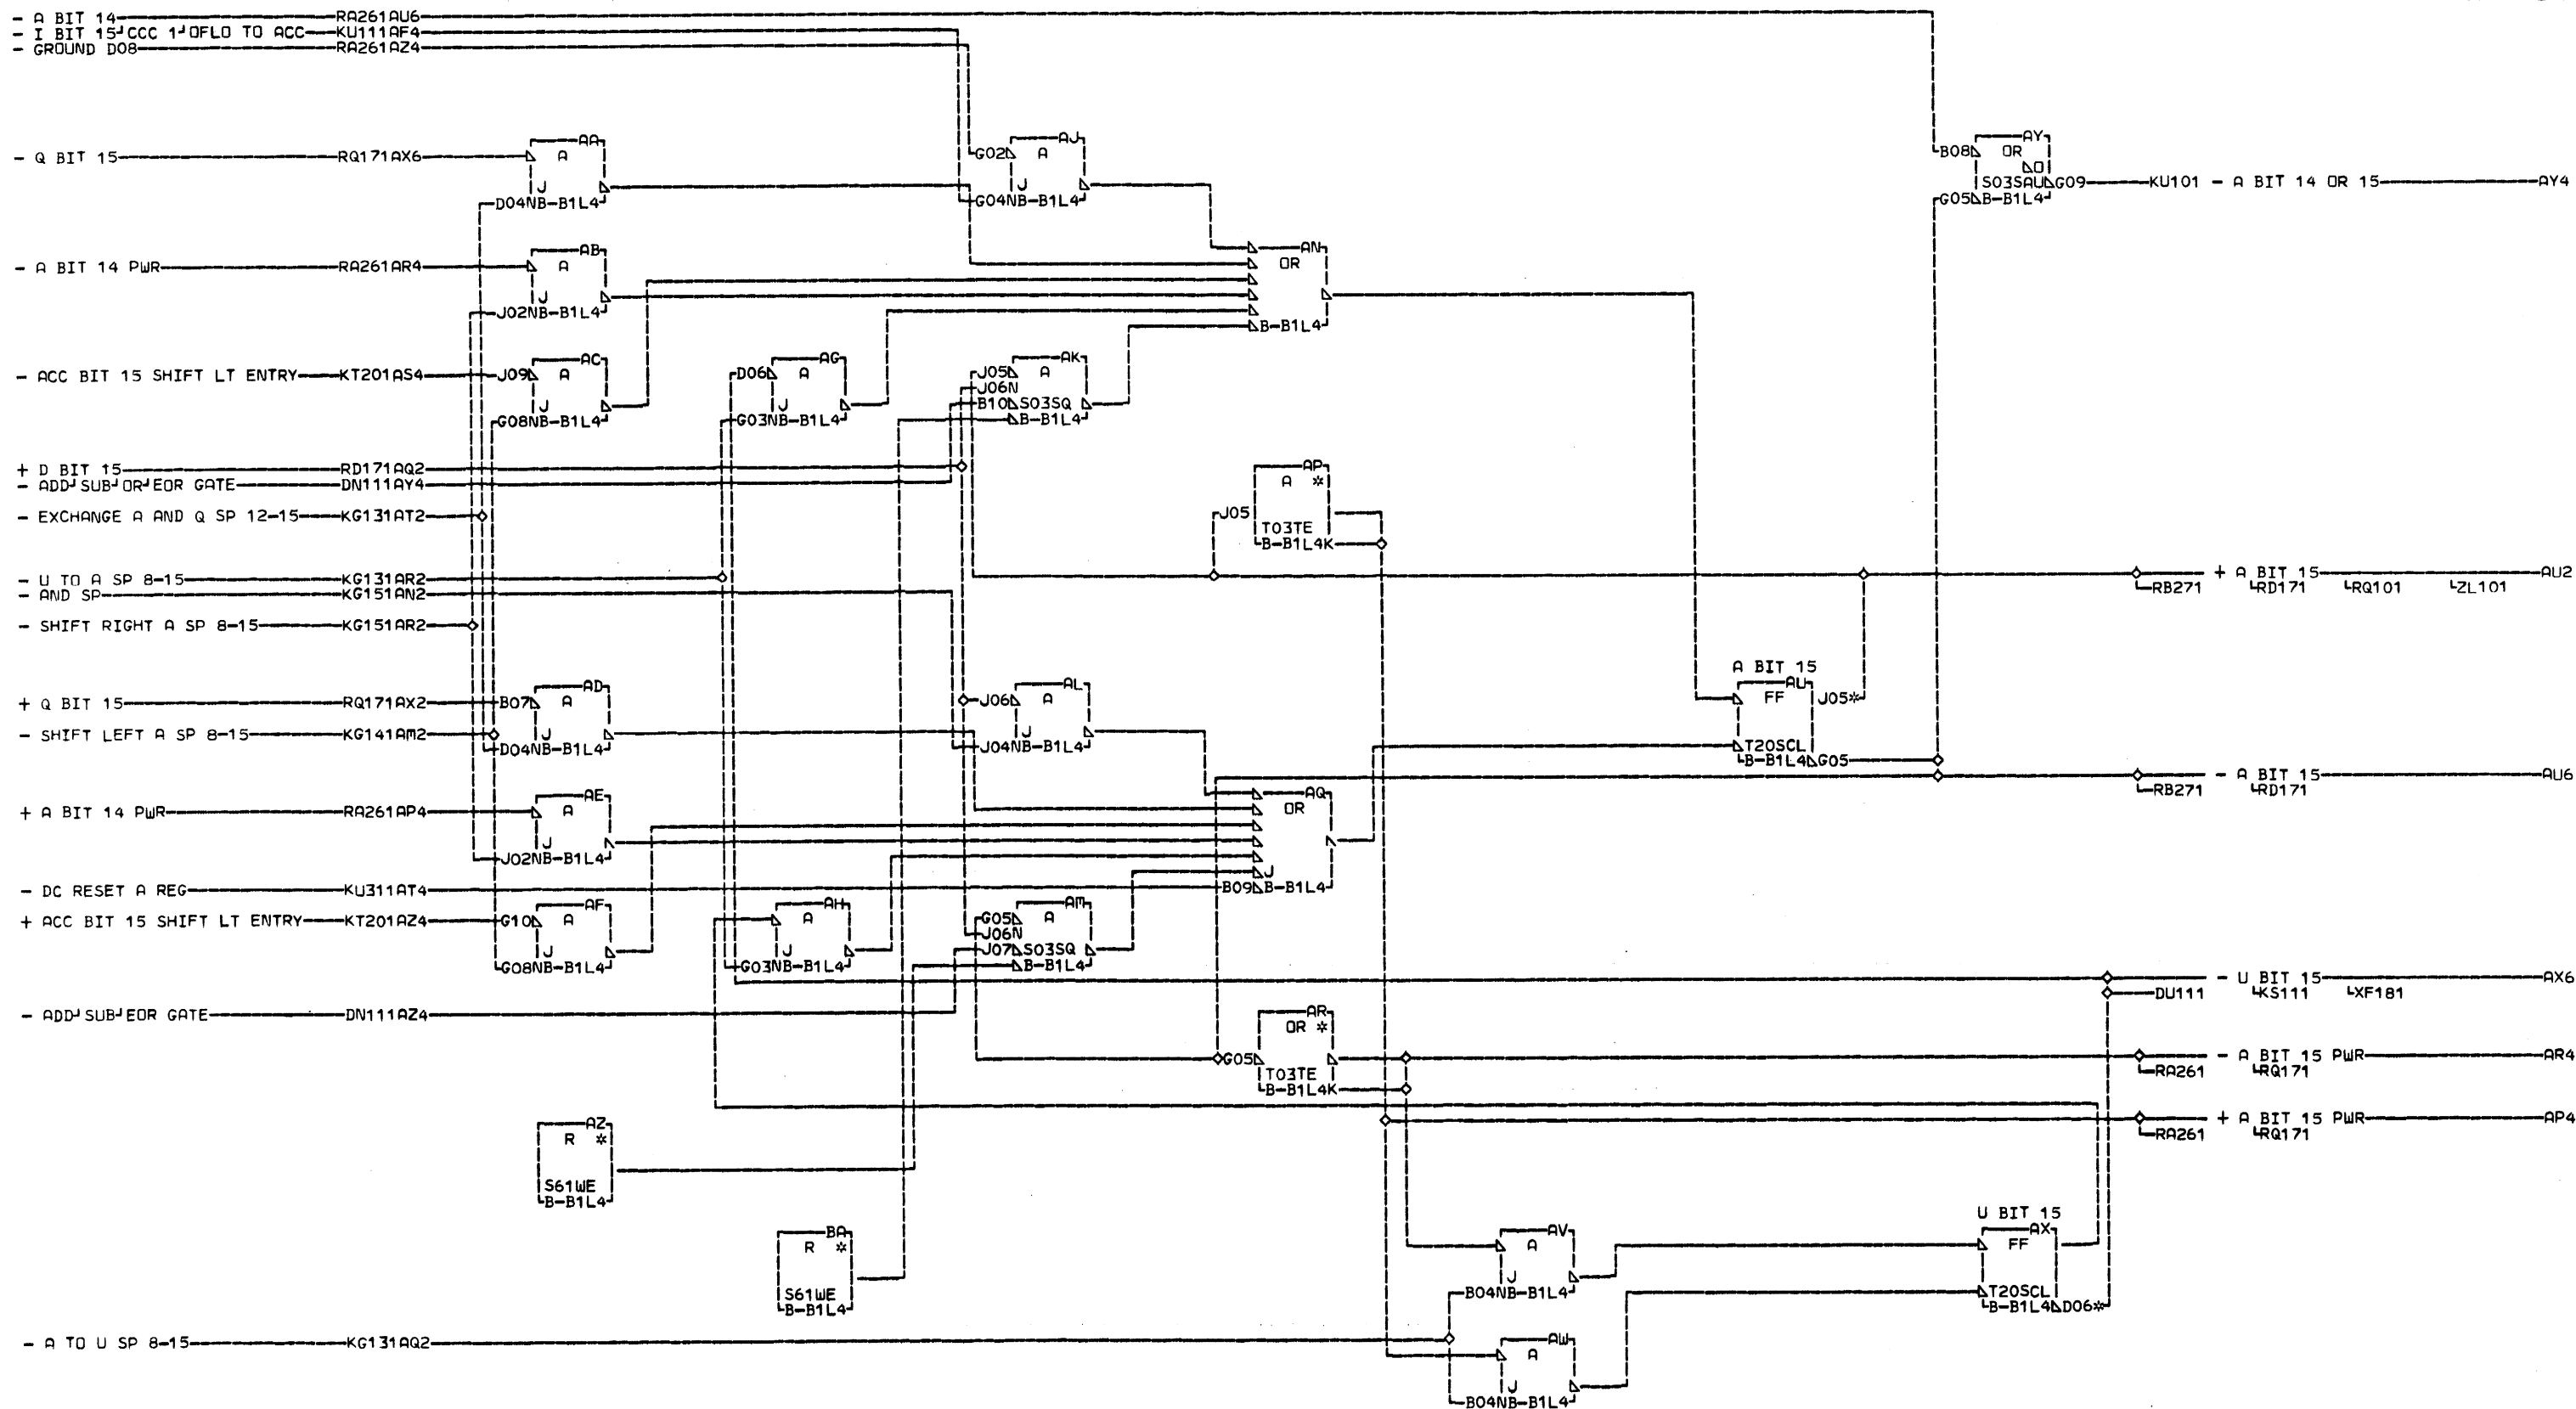 - A BIT 14 RA261AU6
- I BIT 15┘CCC 1┘OFLO TO ACC KU111AF4
- GROUND D08 RA261AZ4
AA AJ AY
- Q BIT 15 RQ171AX6 A G02 A B08 OR
O
J J S03SAU G09 KU101 - A BIT 14 OR 15 AY4
D04NB-B1L4 G04NB-B1L4 G05 B-B1L4
AB AN
- A BIT 14 PWR RA261AR4 A OR
J
J02NB-B1L4 B-B1L4
AC AG AK
- ACC BIT 15 SHIFT LT ENTRY KT201AS4 J09 A D06 A J05 A
J06N
J J B10 S03SQ
G08NB-B1L4 G03NB-B1L4 B-B1L4
+ D BIT 15 RD171AQ2 AP
- ADD┘SUB┘OR┘EOR GATE DN111AY4 A *
- EXCHANGE A AND Q SP 12-15 KG131AT2 J05
T03TE
B-B1L4K
- U TO A SP 8-15 KG131AR2 + A BIT 15 AU2
- AND SP KG151AN2 RB271 RD171 RQ101 ZL101
- SHIFT RIGHT A SP 8-15 KG151AR2
A BIT 15
AD AL AU
+ Q BIT 15 RQ171AX2 B07 A J06 A FF J05*
- SHIFT LEFT A SP 8-15 KG141AM2 J J
D04NB-B1L4 J04NB-B1L4 T20SCL
B-B1L4 G05
- A BIT 15 AU6
RB271 RD171
AE AQ
+ A BIT 14 PWR RA261AP4 A OR
J
J02NB-B1L4
J
- DC RESET A REG KU311AT4 B09 B-B1L4
AF AH AM
+ ACC BIT 15 SHIFT LT ENTRY KT201AZ4 G10 A A G05 A
J06N
J J J07 S03SQ
G08NB-B1L4 G03NB-B1L4 B-B1L4
- U BIT 15 AX6
DU111 KS111 XF181
- ADD┘SUB┘EOR GATE DN111AZ4 AR
OR *
G05 - A BIT 15 PWR AR4
T03TE RA261 RQ171
B-B1L4K
AZ + A BIT 15 PWR AP4
R * RA261 RQ171
S61WE
B-B1L4
U BIT 15
BA AV AX
R * A FF
J
S61WE B04NB-B1L4 T20SCL
B-B1L4 B-B1L4 D06*
- A TO U SP 8-15 KG131AQ2 AW
A
J
B04NB-B1L4